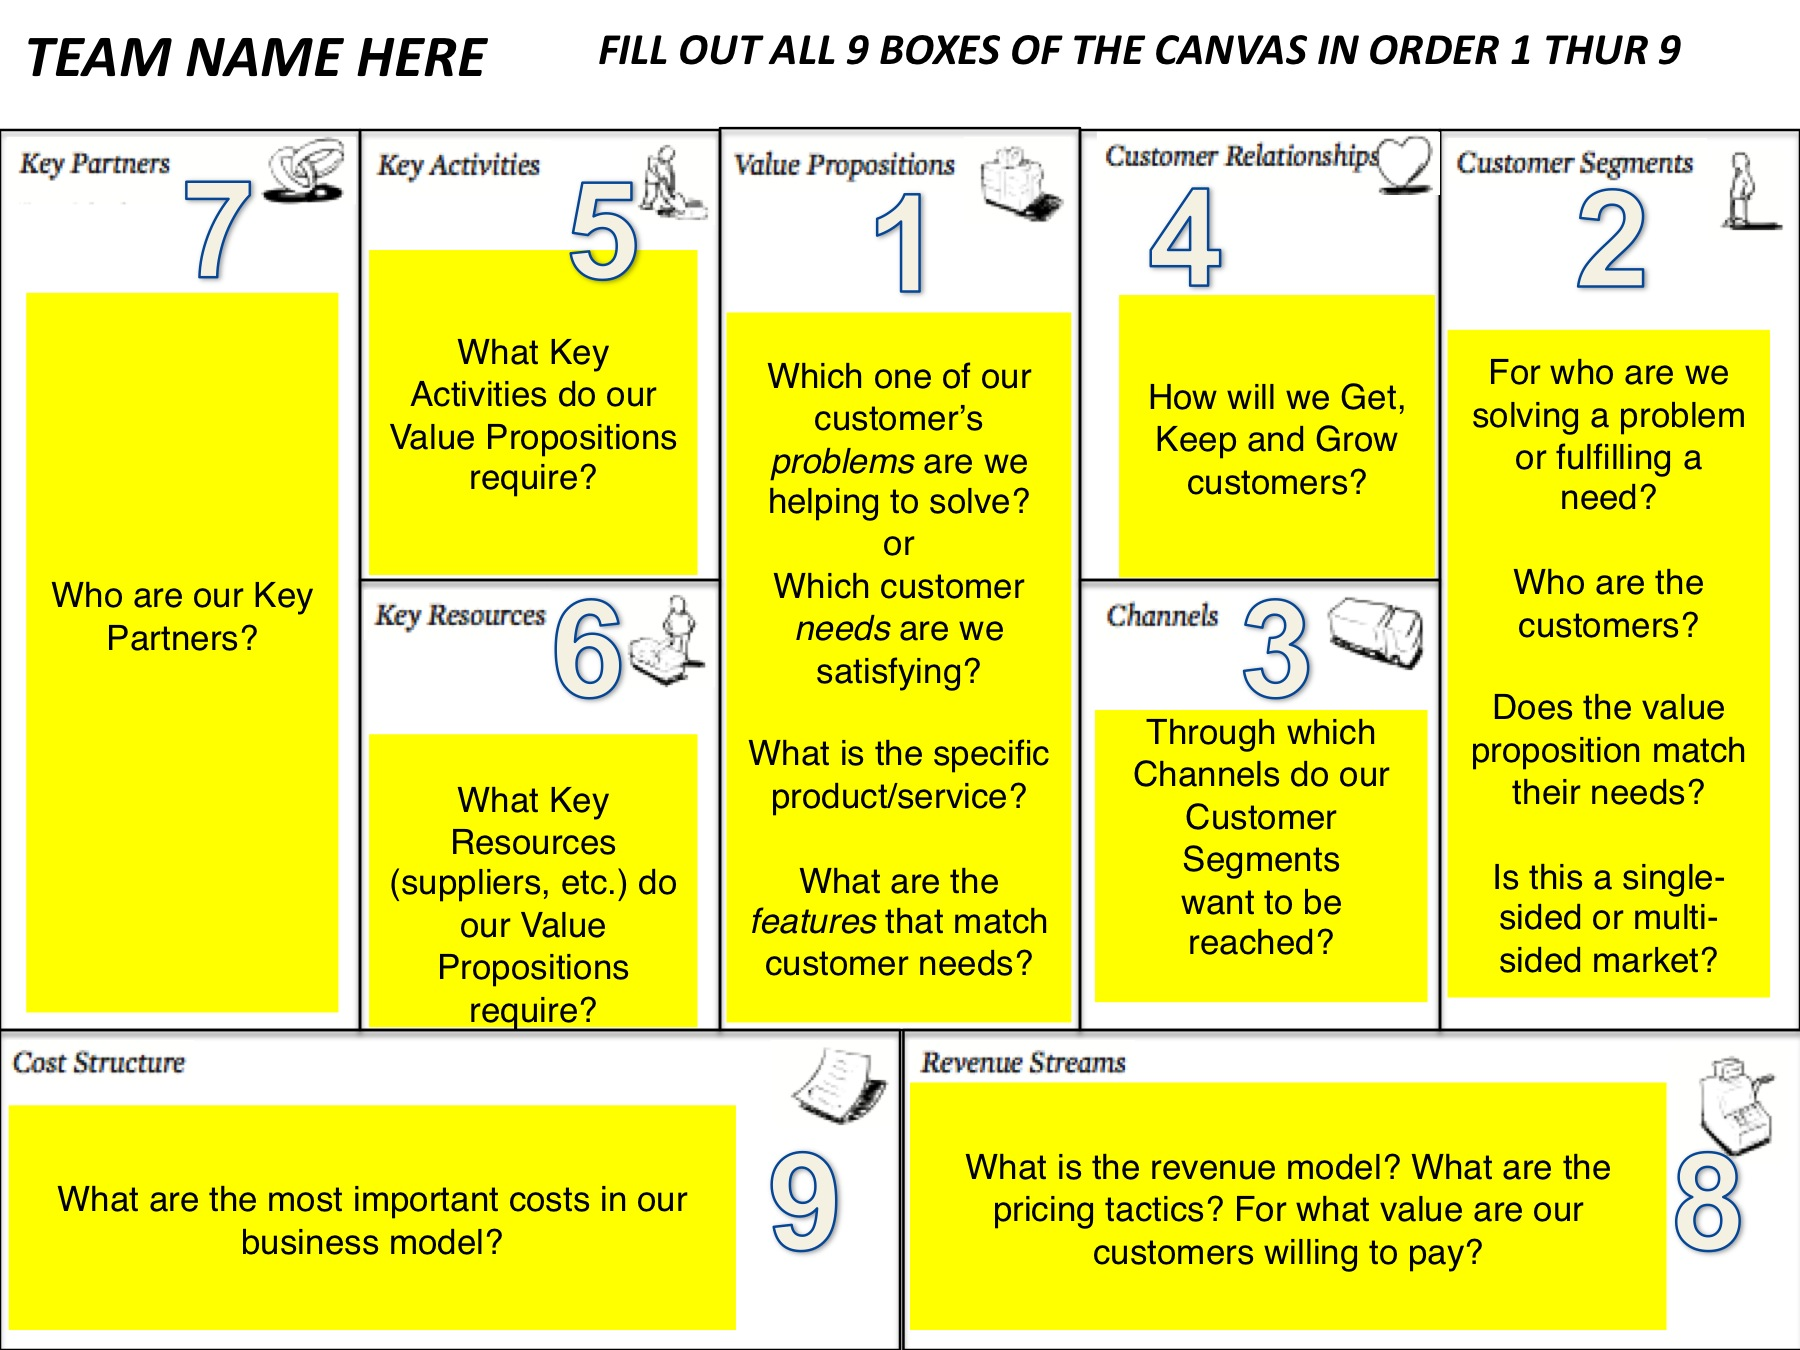 TEAM NAME HERE
FILL OUT ALL 9 BOXES OF THE CANVAS IN ORDER 1 THUR 9
Key Partners
7
Who are our Key
Partners?
Key Activities
5
What Key
Activities do our
Value Propositions
require?
Key Resources
6
What Key
Resources
(suppliers, etc.) do
our Value
Propositions
require?
Value Propositions
1
Which one of our
customer’s
problems are we
helping to solve?
or
Which customer
needs are we
satisfying?
What is the specific
product/service?
What are the
features that match
customer needs?
Customer Relationships
4
How will we Get,
Keep and Grow
customers?
Channels
3
Through which
Channels do our
Customer
Segments
want to be
reached?
Customer Segments
2
For who are we
solving a problem
or fulfilling a
need?
Who are the
customers?
Does the value
proposition match
their needs?
Is this a single-
sided or multi-
sided market?
Cost Structure
9
What are the most important costs in our
business model?
Revenue Streams
8
What is the revenue model? What are the
pricing tactics? For what value are our
customers willing to pay?